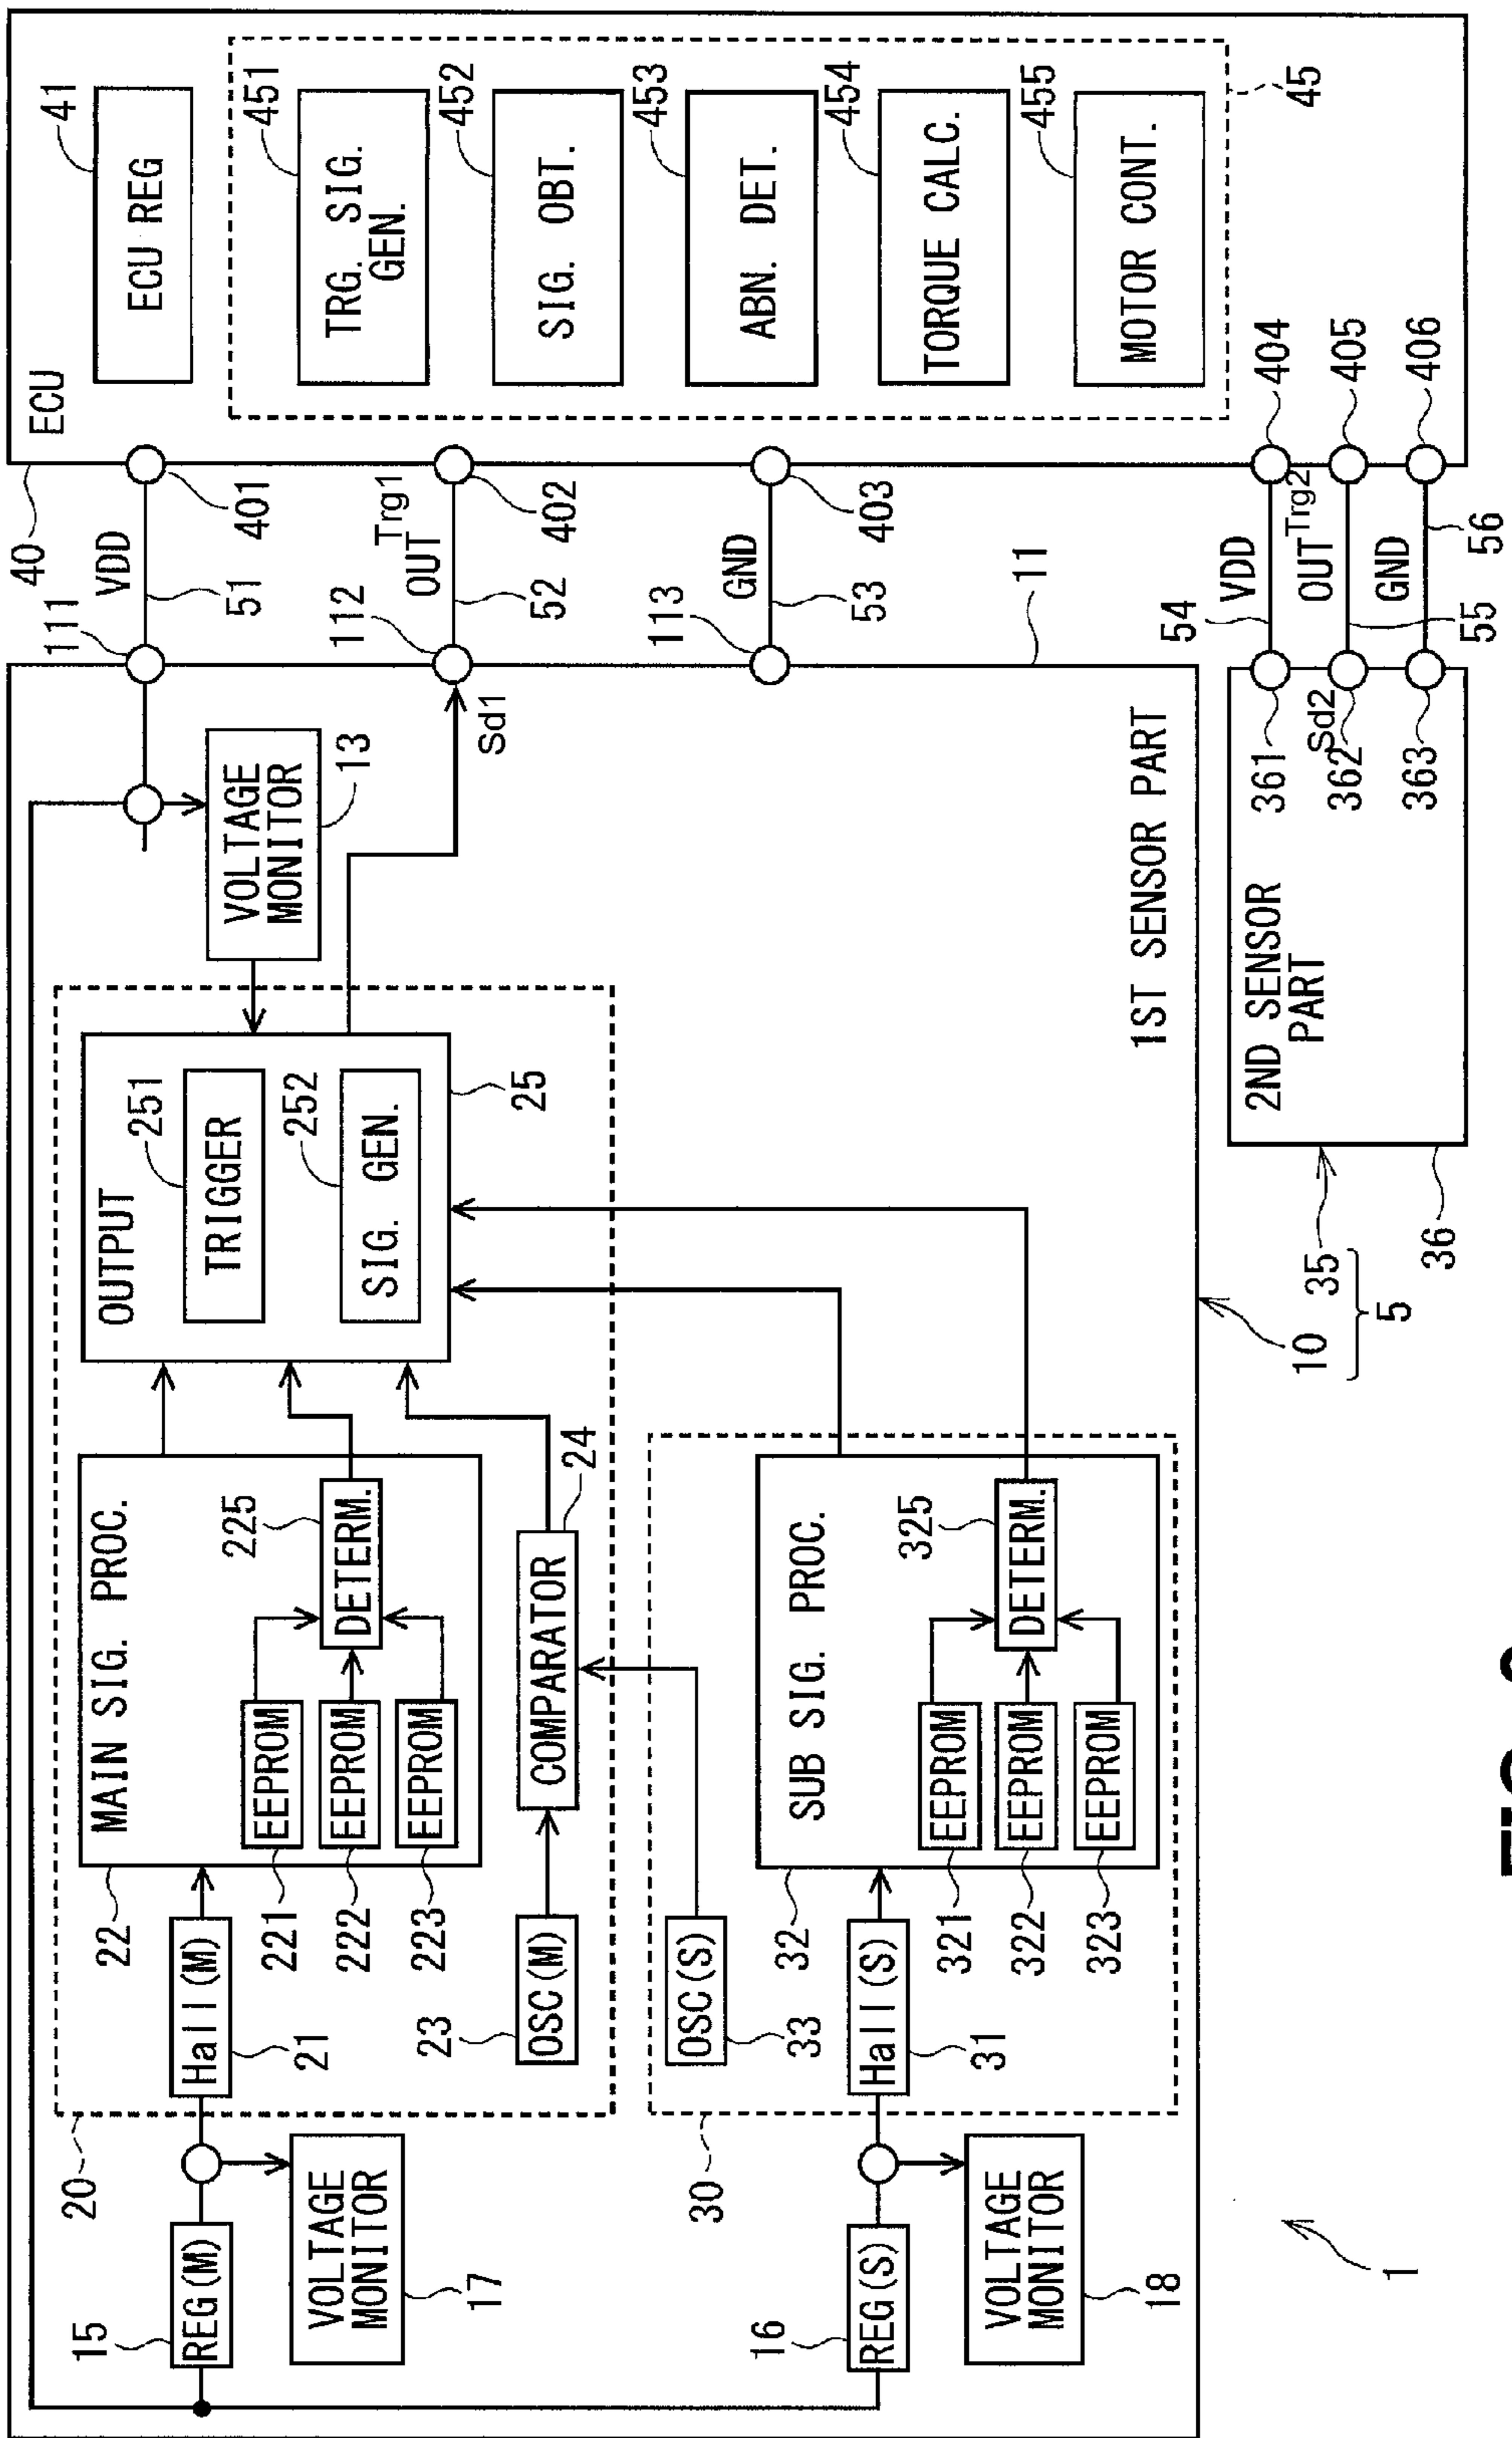 ECU
40
41
ECU REG
451
TRG. SIG.
GEN.
452
SIG. OBT.
453
ABN. DET.
454
TORQUE CALC.
455
MOTOR CONT.
45
401
402
403
404
405
406
VDD
51
Trg1
OUT
52
GND
53
VDD
54
Trg2
OUT
GND
55
56
111
112
113
11
Sd1
VOLTAGE
MONITOR
13
OUTPUT
251
TRIGGER
252
SIG. GEN.
25
1ST SENSOR PART
361
Sd2
362
363
2ND SENSOR
PART
35
36
10
5
MAIN SIG. PROC.
22
225
DETERM.
EEPROM
EEPROM
EEPROM
221
222
223
24
COMPARATOR
Hall(M)
21
OSC(M)
23
20
SUB SIG. PROC.
32
325
DETERM.
EEPROM
EEPROM
EEPROM
321
322
323
OSC(S)
33
Hall(S)
31
30
15
REG(M)
VOLTAGE
MONITOR
17
16
REG(S)
VOLTAGE
MONITOR
18
1